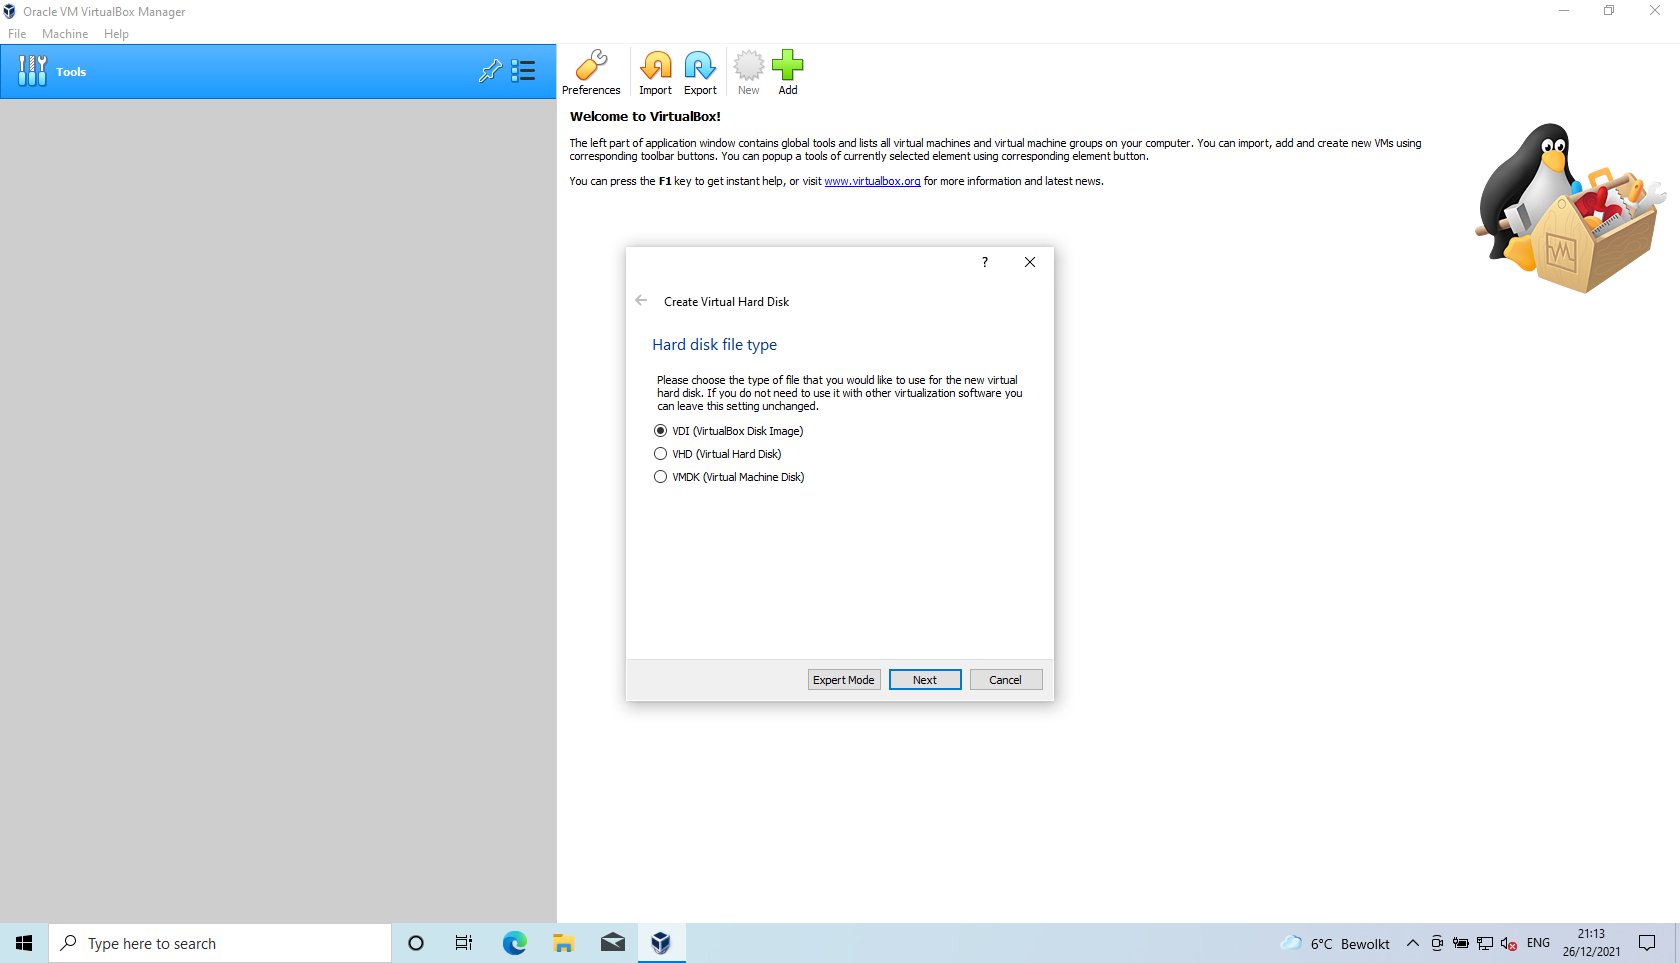 Oracle VM VirtualBox Manager
File Machine Help
Tools
Preferences Import Export New Add
Welcome to VirtualBox!
The left part of application window contains global tools and lists all virtual machines and virtual machine groups on your computer. You can import, add and create new VMs using
corresponding toolbar buttons. You can popup a tools of currently selected element using corresponding element button.
You can press the F1 key to get instant help, or visit www.virtualbox.org for more information and latest news.
?
Create Virtual Hard Disk
Hard disk file type
Please choose the type of file that you would like to use for the new virtual
hard disk. If you do not need to use it with other virtualization software you
can leave this setting unchanged.
VDI (VirtualBox Disk Image)
VHD (Virtual Hard Disk)
VMDK (Virtual Machine Disk)
Expert Mode Next Cancel
Type here to search
6°C Bewolkt
ENG
21:13
26/12/2021